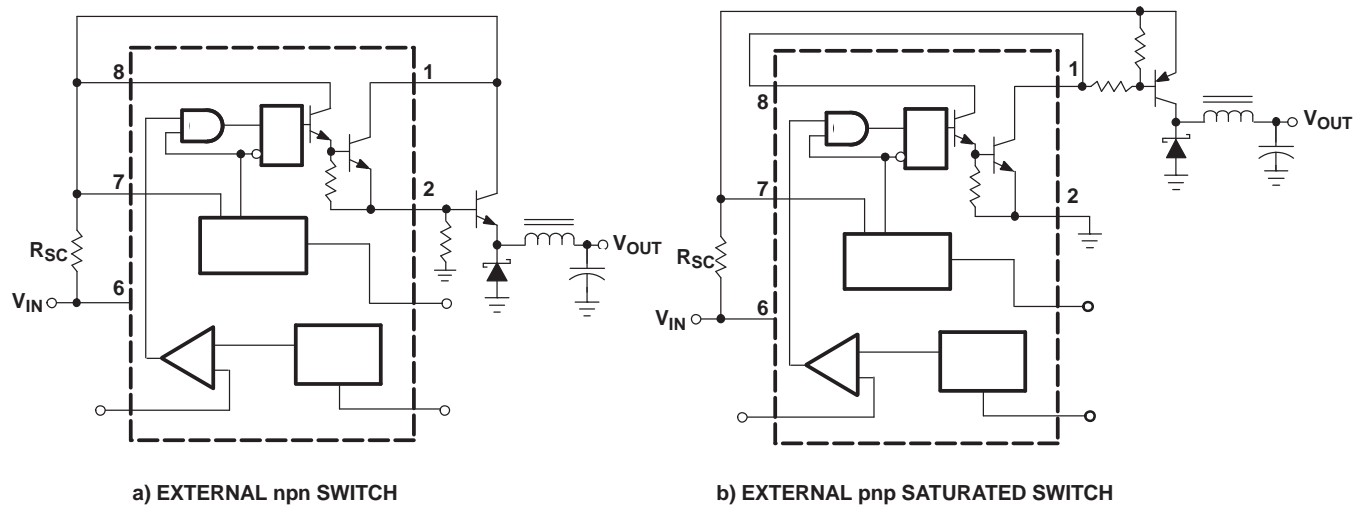 8
1
7
2
RSC
VIN
6
VOUT
a) EXTERNAL npn SWITCH
1
8
VOUT
7
2
RSC
VIN
6
b) EXTERNAL pnp SATURATED SWITCH